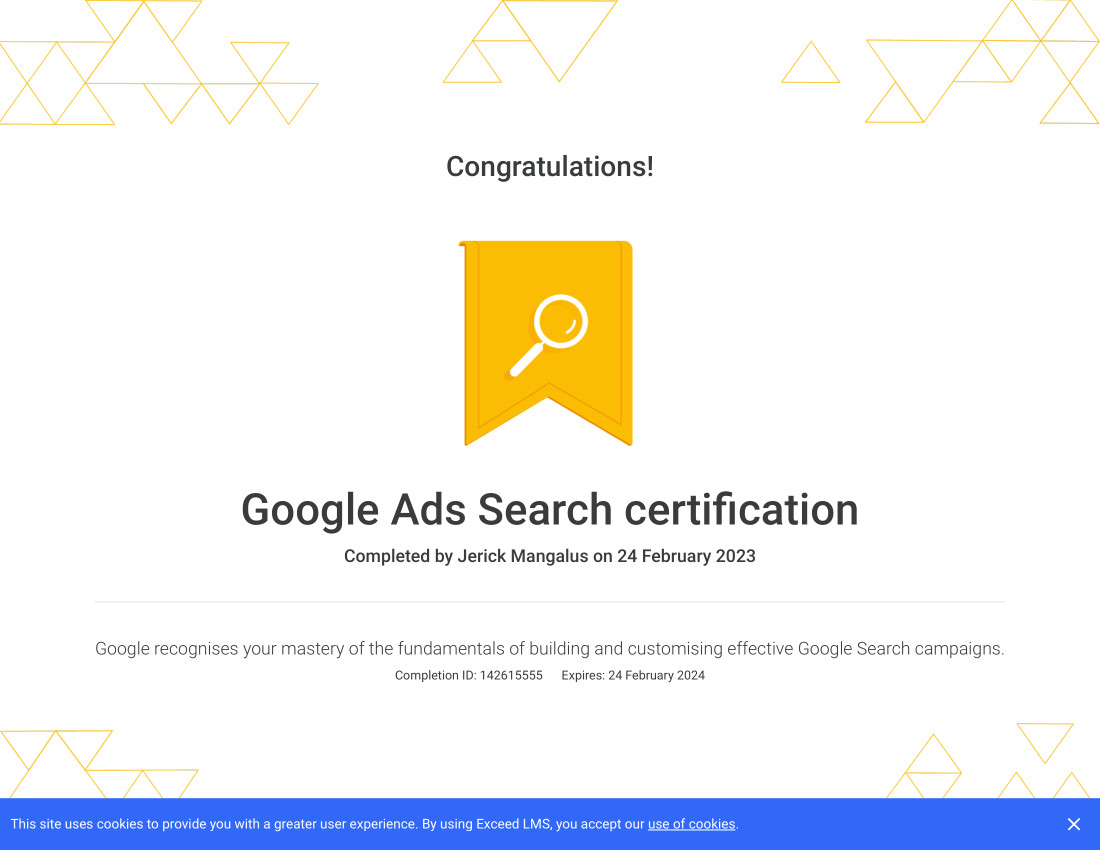 Congratulations!
Google Ads Search certification
Completed by Jerick Mangalus on 24 February 2023
Google recognises your mastery of the fundamentals of building and customising effective Google Search campaigns.
Completion ID: 142615555 Expires: 24 February 2024
This site uses cookies to provide you with a greater user experience. By using Exceed LMS, you accept our use of cookies.